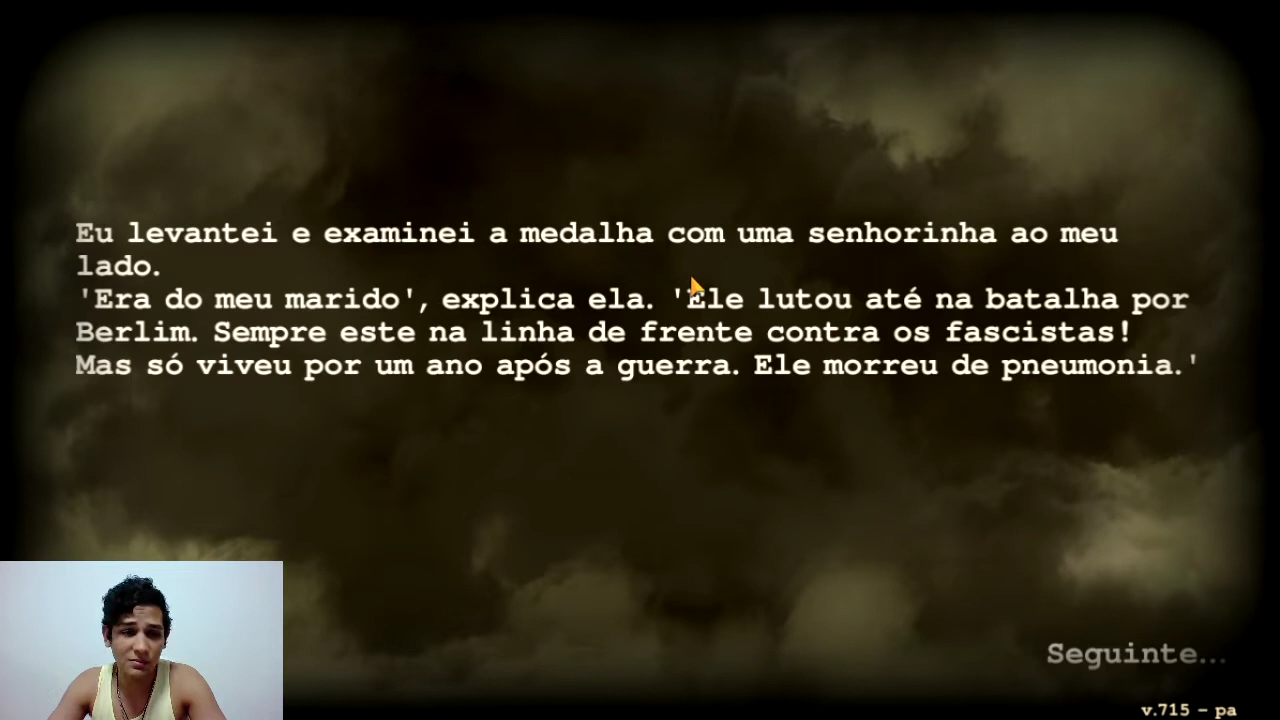 Eu levantei e examinei a medalha com uma senhorinha ao meu
lado.
'Era do meu marido', explica ela. 'Ele lutou até na batalha por
Berlim. Sempre este na linha de frente contra os fascistas!
Mas só viveu por um ano após a guerra. Ele morreu de pneumonia.'
Seguinte...
v.715 - pa